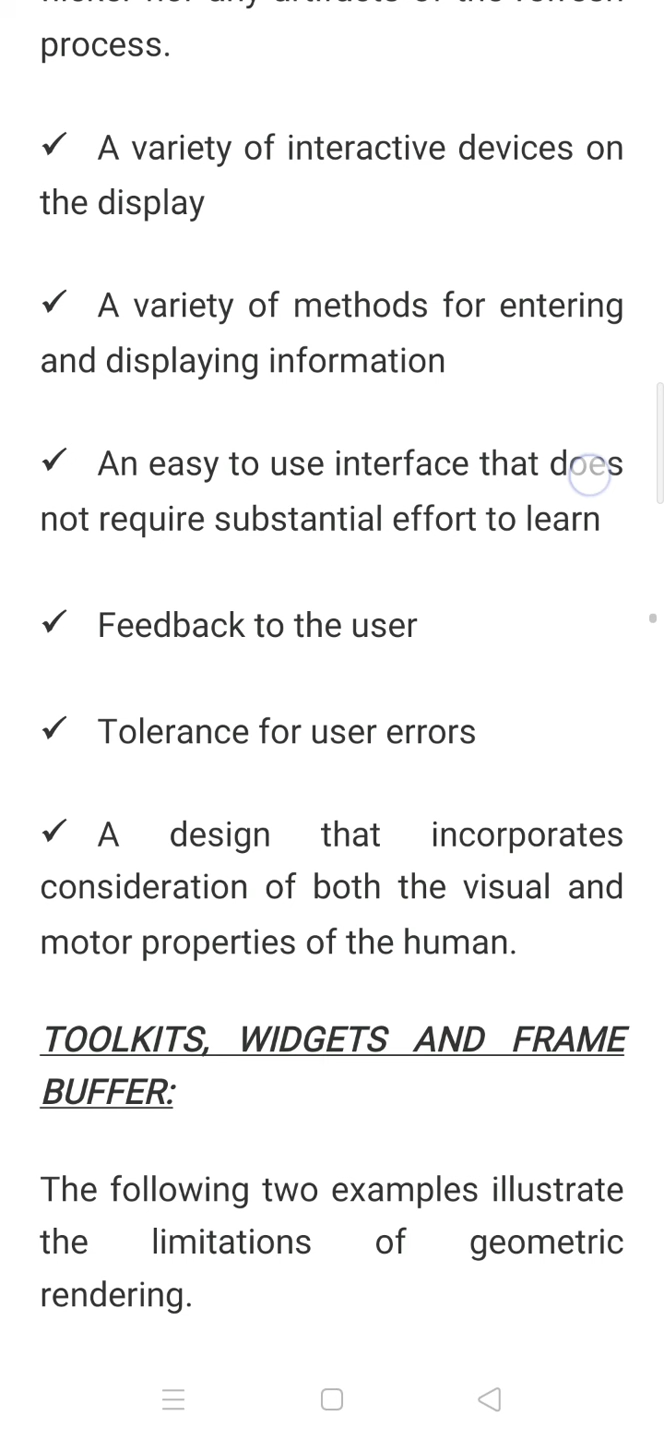 process.
✓ A variety of interactive devices on
the display
✓ A variety of methods for entering
and displaying information
✓ An easy to use interface that does
not require substantial effort to learn
✓ Feedback to the user
✓ Tolerance for user errors
✓ A design that incorporates
consideration of both the visual and
motor properties of the human.
TOOLKITS, WIDGETS AND FRAME
BUFFER:
The following two examples illustrate
the limitations of geometric
rendering.